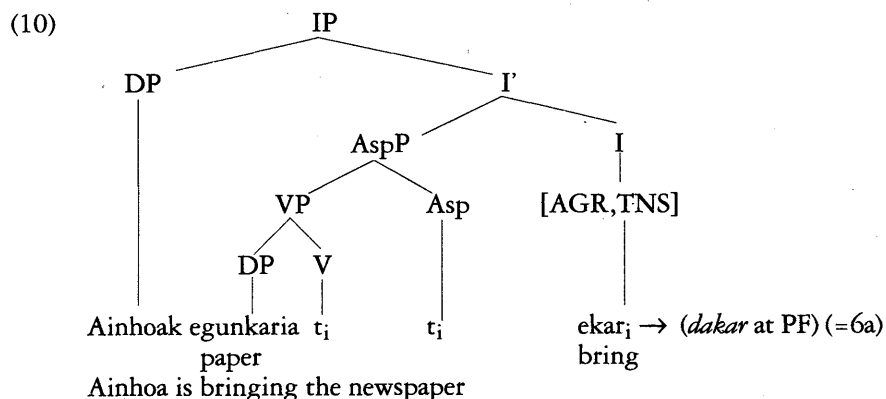 (10) IP
DP I'
AspP I
VP Asp [AGR,TNS]
DP V
Ainhoak egunkaria tᵢ tᵢ ekarᵢ → (dakar at PF) (=6a)
paper bring
Ainhoa is bringing the newspaper